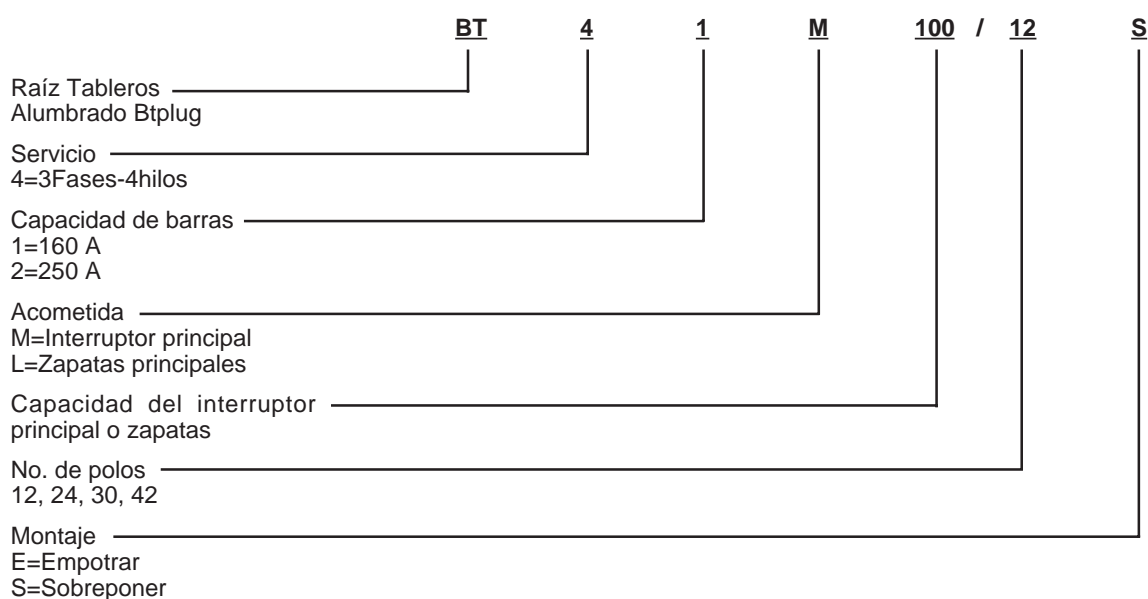 BT 4 1 M 100 / 12 S
Raíz Tableros
Alumbrado Btplug
Servicio
4=3Fases-4hilos
Capacidad de barras
1=160 A
2=250 A
Acometida
M=Interruptor principal
L=Zapatas principales
Capacidad del interruptor
principal o zapatas
No. de polos
12, 24, 30, 42
Montaje
E=Empotrar
S=Sobreponer